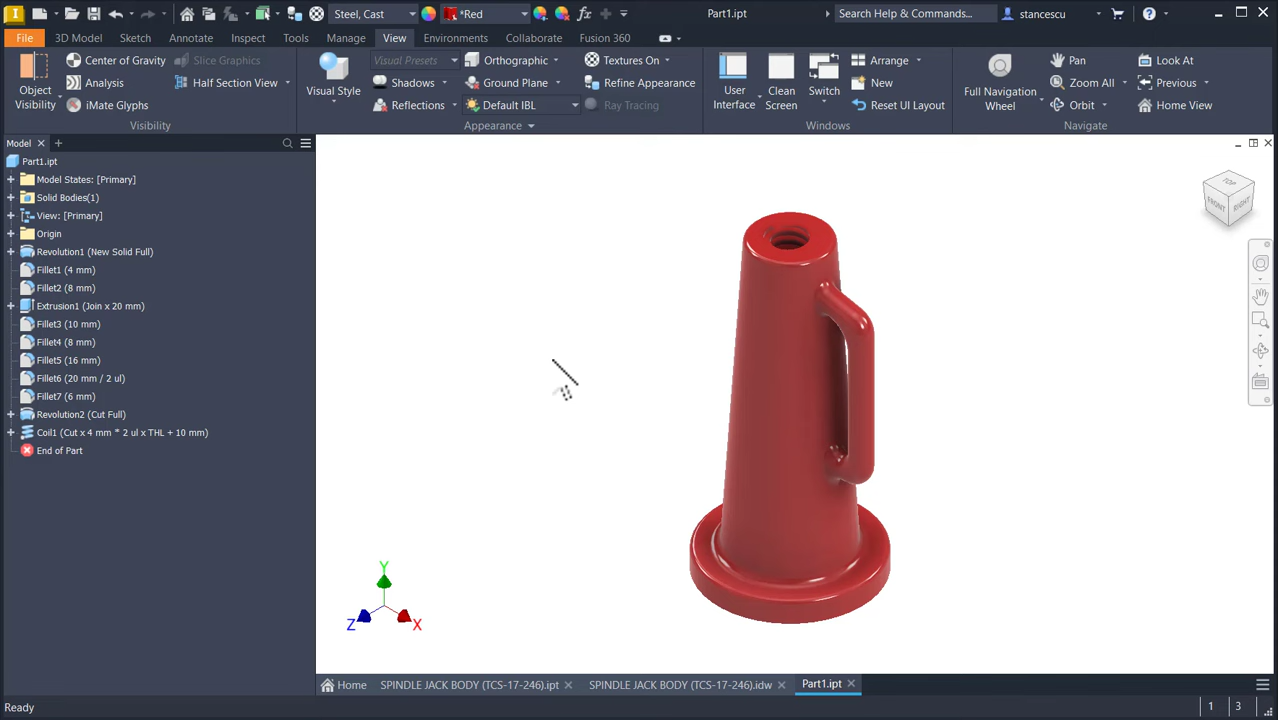 Steel, Cast
*Red
Part1.ipt
Search Help & Commands...
stancescu
File
3D Model
Sketch
Annotate
Inspect
Tools
Manage
View
Environments
Collaborate
Fusion 360
Object Visibility
Center of Gravity
Analysis
iMate Glyphs
Slice Graphics
Half Section View
Visibility
Visual Style
Visual Presets
Shadows
Reflections
Orthographic
Ground Plane
Default IBL
Textures On
Refine Appearance
Ray Tracing
Appearance
User Interface
Clean Screen
Switch
Arrange
New
Reset UI Layout
Windows
Full Navigation Wheel
Pan
Zoom All
Orbit
Look At
Previous
Home View
Navigate
Model
Part1.ipt
Model States: [Primary]
Solid Bodies(1)
View: [Primary]
Origin
Revolution1 (New Solid Full)
Fillet1 (4 mm)
Fillet2 (8 mm)
Extrusion1 (Join x 20 mm)
Fillet3 (10 mm)
Fillet4 (8 mm)
Fillet5 (16 mm)
Fillet6 (20 mm / 2 ul)
Fillet7 (6 mm)
Revolution2 (Cut Full)
Coil1 (Cut x 4 mm * 2 ul x THL + 10 mm)
End of Part
TOP
FRONT
RIGHT
Y
Z
X
Home
SPINDLE JACK BODY (TCS-17-246).ipt
SPINDLE JACK BODY (TCS-17-246).idw
Part1.ipt
Ready
1
3